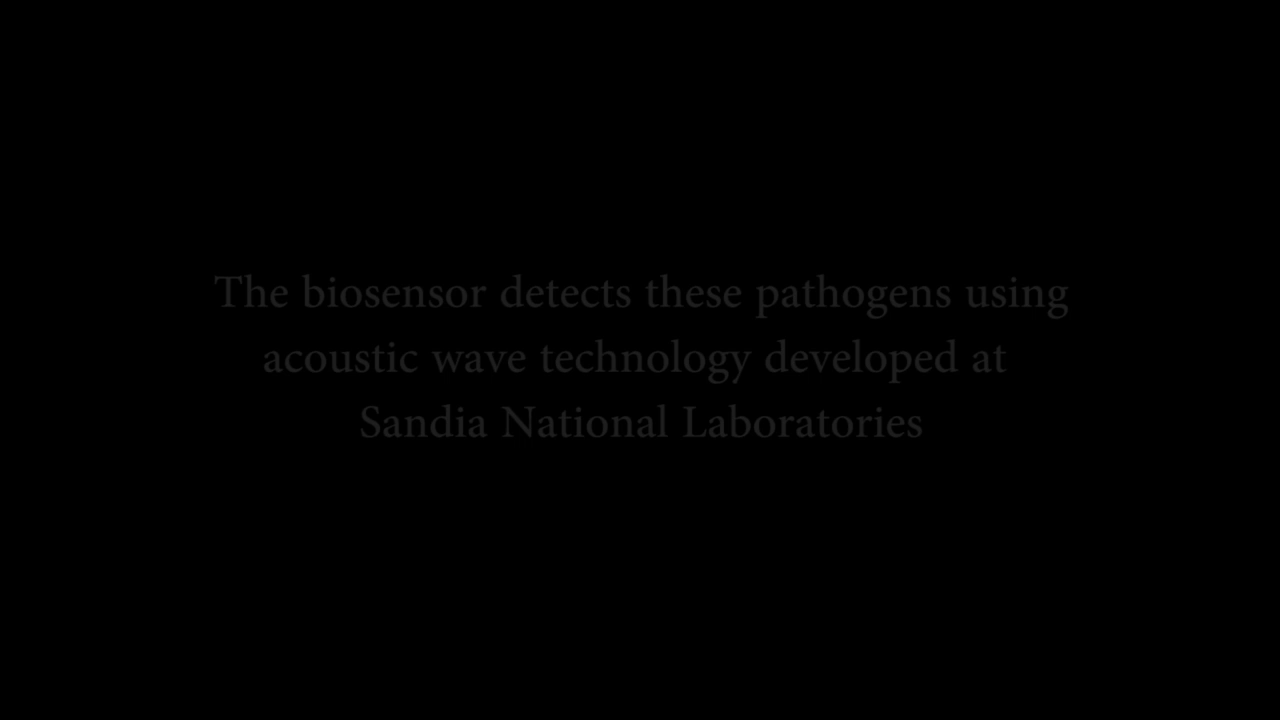 The biosensor detects these pathogens using
acoustic wave technology developed at
Sandia National Laboratories